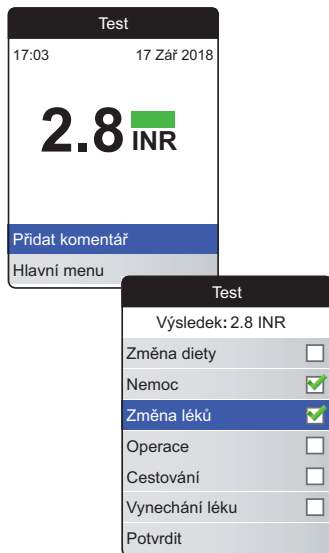 Test
17:03 17 Zář 2018
2.8 INR
Přidat komentář
Hlavní menu
Test
Výsledek: 2.8 INR
Změna diety
Nemoc
Změna léků
Operace
Cestování
Vynechání léku
Potvrdit